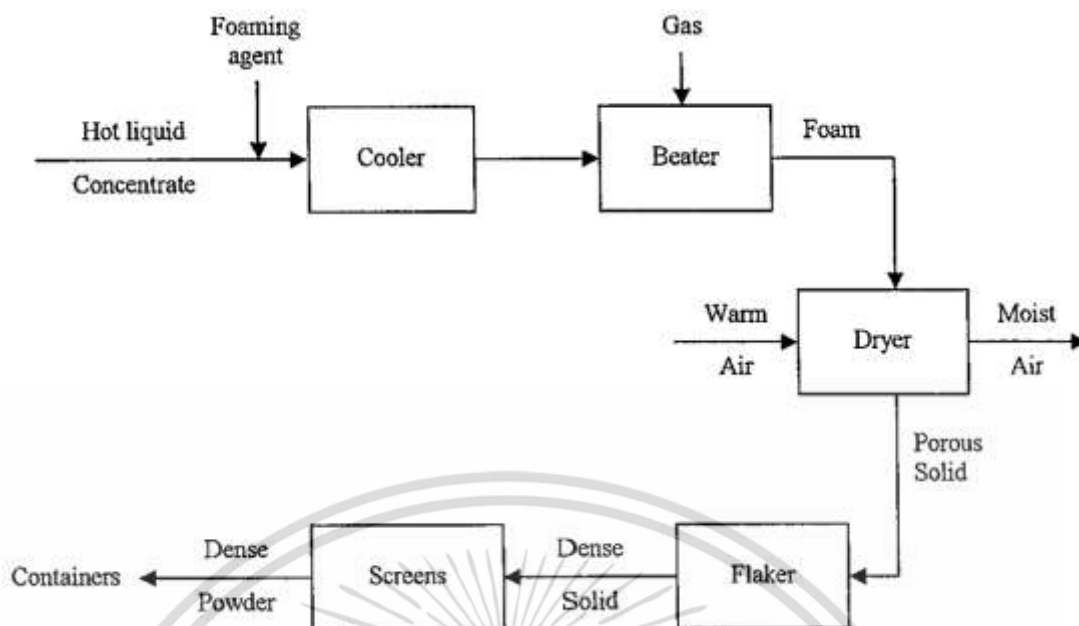 Foaming
agent
Gas
Hot liquid
Concentrate
Cooler
Beater
Foam
Warm
Air
Dryer
Moist
Air
Porous
Solid
Containers
Dense
Powder
Screens
Dense
Solid
Flaker